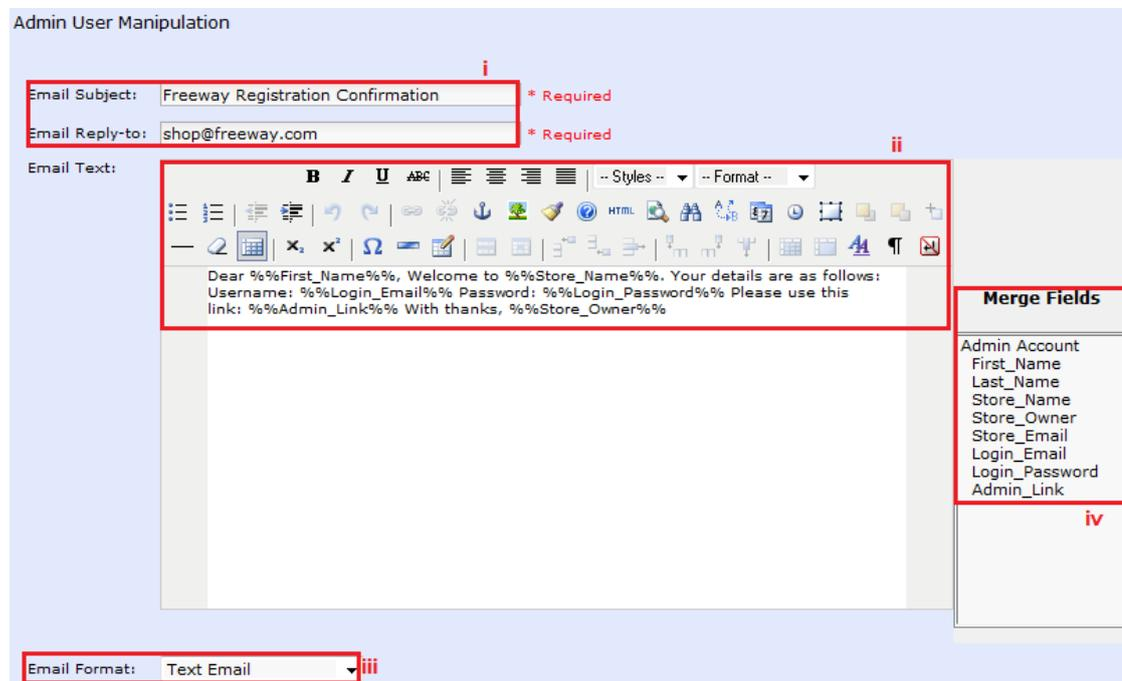 Admin User Manipulation
i
Email Subject: Freeway Registration Confirmation * Required
Email Reply-to: shop@freeway.com * Required
ii
Email Text:
B I U ABC -- Styles -- -- Format --
HTML
Dear %%First_Name%%, Welcome to %%Store_Name%%. Your details are as follows:
Username: %%Login_Email%% Password: %%Login_Password%% Please use this
link: %%Admin_Link%% With thanks, %%Store_Owner%%
Merge Fields
Admin Account
First_Name
Last_Name
Store_Name
Store_Owner
Store_Email
Login_Email
Login_Password
Admin_Link
iv
Email Format: Text Email iii